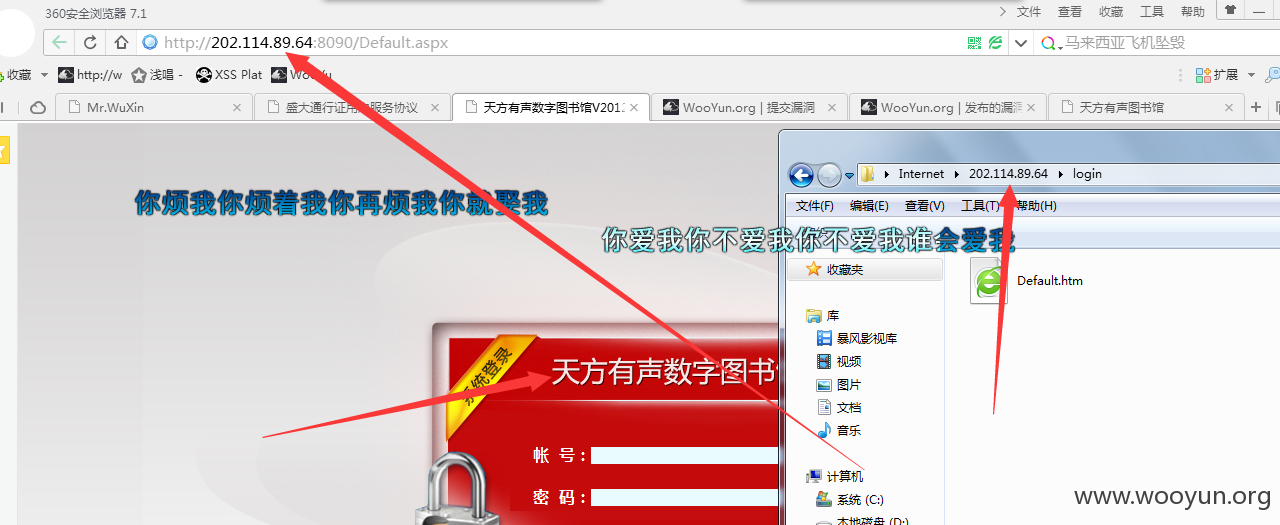 360安全浏览器 7.1
文件 查看 收藏 工具 帮助
http://202.114.89.64:8090/Default.aspx
马来西亚飞机坠毁
收藏 http://w 浅唱 - XSS Plat
扩展
Mr.WuXin 盛大通行证用户服务协议 天方有声数字图书馆V201 WooYun.org | 提交漏洞 WooYun.org | 发布的漏洞 天方有声图书馆
Internet 202.114.89.64 login
文件(F) 编辑(E) 查看(V) 工具(T) 帮助(H)
你烦我你烦着我你再烦我你就娶我
你爱我你不爱我你不爱我谁会爱我
收藏夹
Default.htm
库
暴风影视库
视频
图片
文档
音乐
系统登录
天方有声数字图书
帐 号：
密 码：
计算机
系统 (C:)
本地磁盘 (D:)
www.wooyun.org